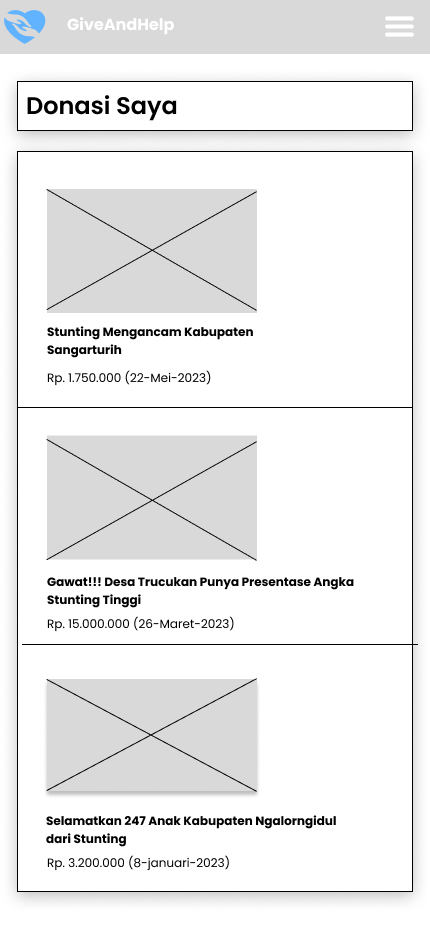 GiveAndHelp
Donasi Saya
Stunting Mengancam Kabupaten
Sangarturih
Rp. 1.750.000 (22-Mei-2023)
Gawat!!! Desa Trucukan Punya Presentase Angka
Stunting Tinggi
Rp. 15.000.000 (26-Maret-2023)
Selamatkan 247 Anak Kabupaten Ngalorngidul
dari Stunting
Rp. 3.200.000 (8-januari-2023)